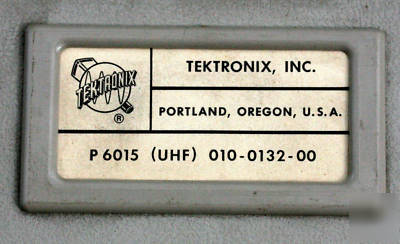 TEKTRONIX
®
TEKTRONIX, INC.
PORTLAND, OREGON, U.S.A.
P 6015 (UHF) 010-0132-00